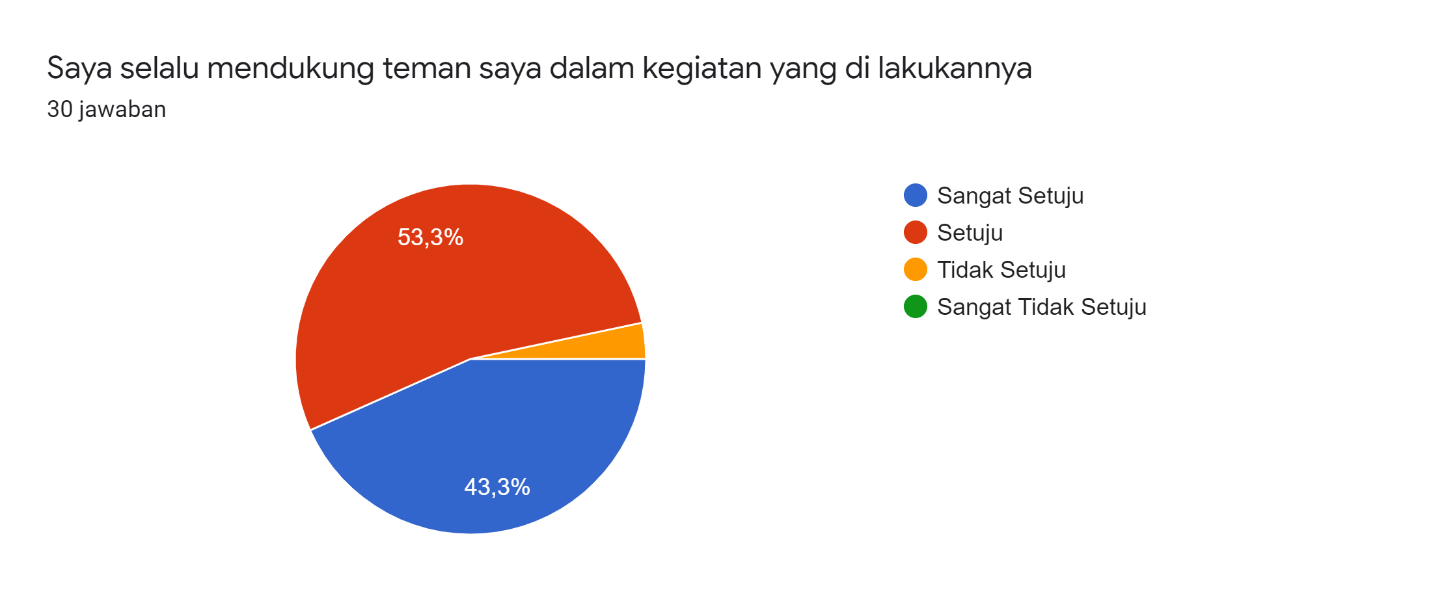 Saya selalu mendukung teman saya dalam kegiatan yang di lakukannya
30 jawaban
53,3%
43,3%
Sangat Setuju
Setuju
Tidak Setuju
Sangat Tidak Setuju